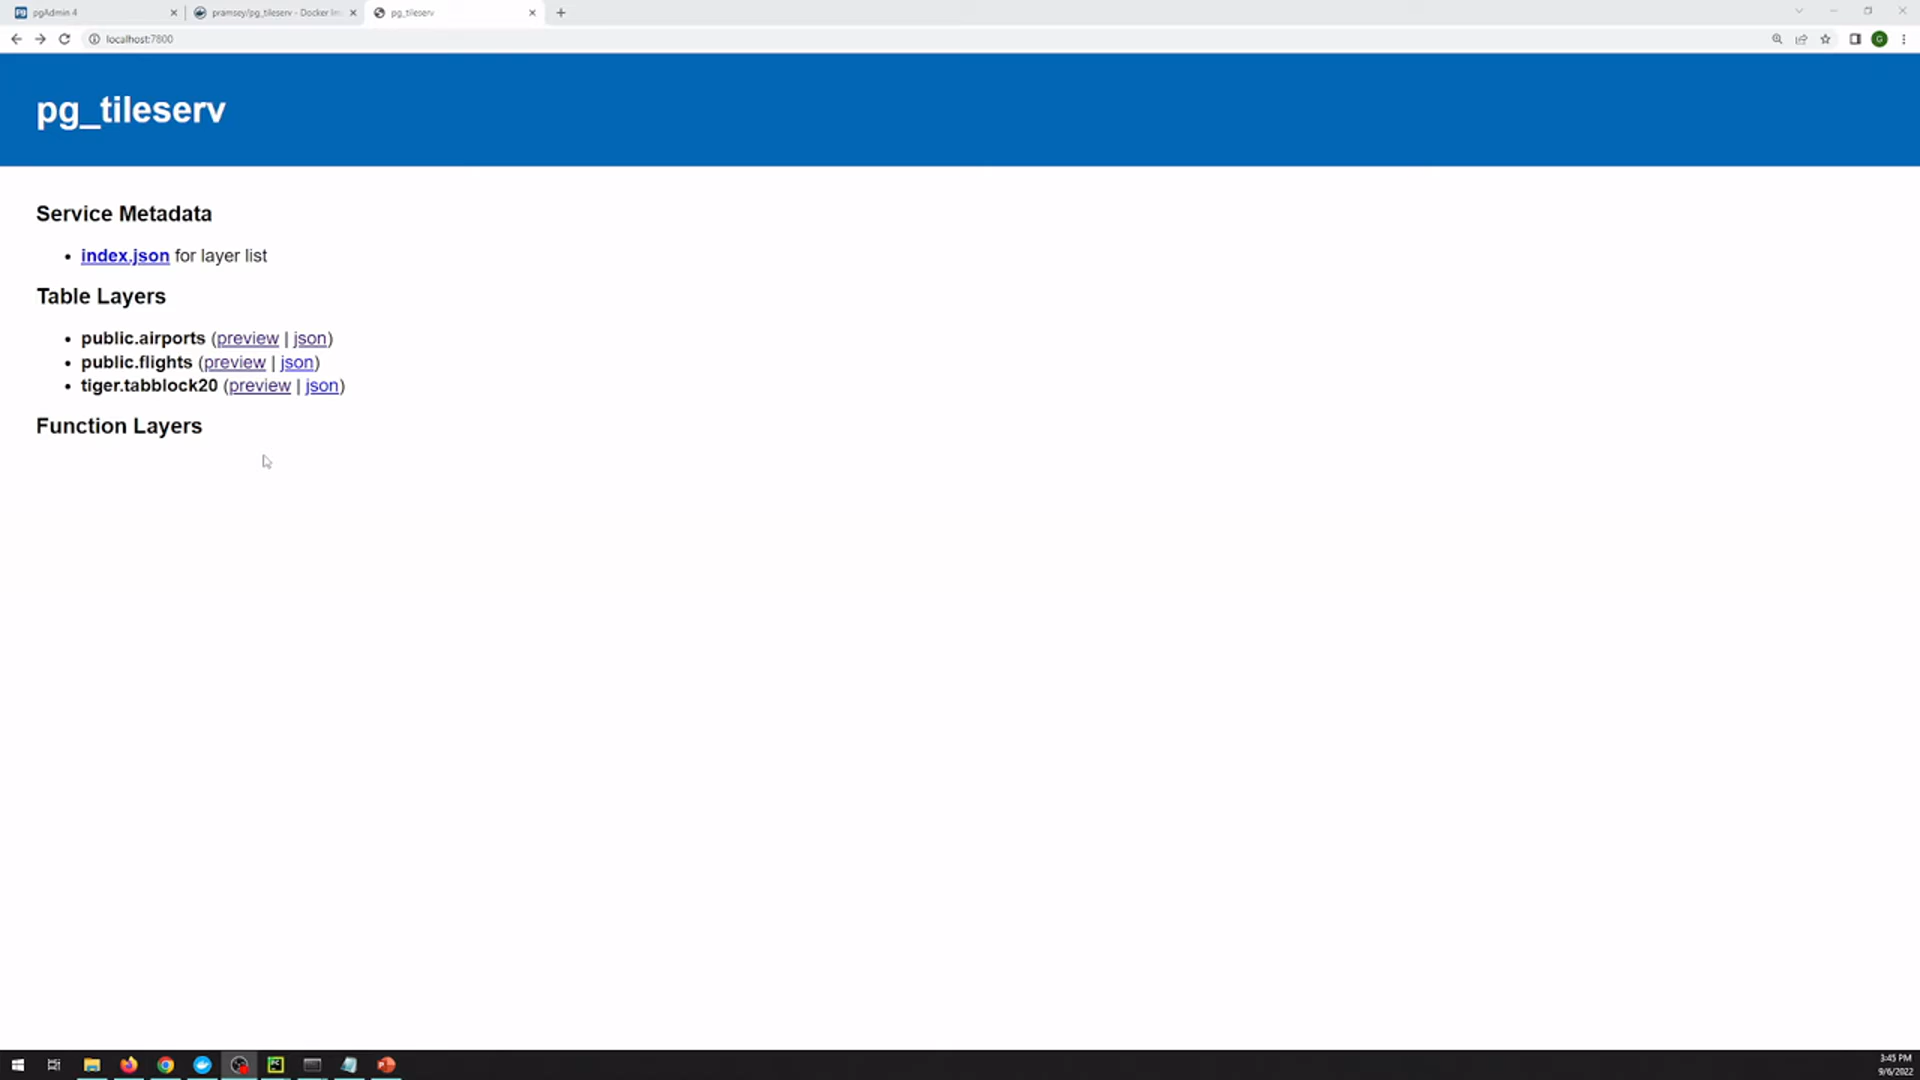 pgAdmin 4
pramsey/pg_tileserv - Docker Im
pg_tileserv
localhost:7800
G
pg_tileserv
Service Metadata
index.json for layer list
Table Layers
public.airports (preview | json)
public.flights (preview | json)
tiger.tabblock20 (preview | json)
Function Layers
3:45 PM
9/6/2022